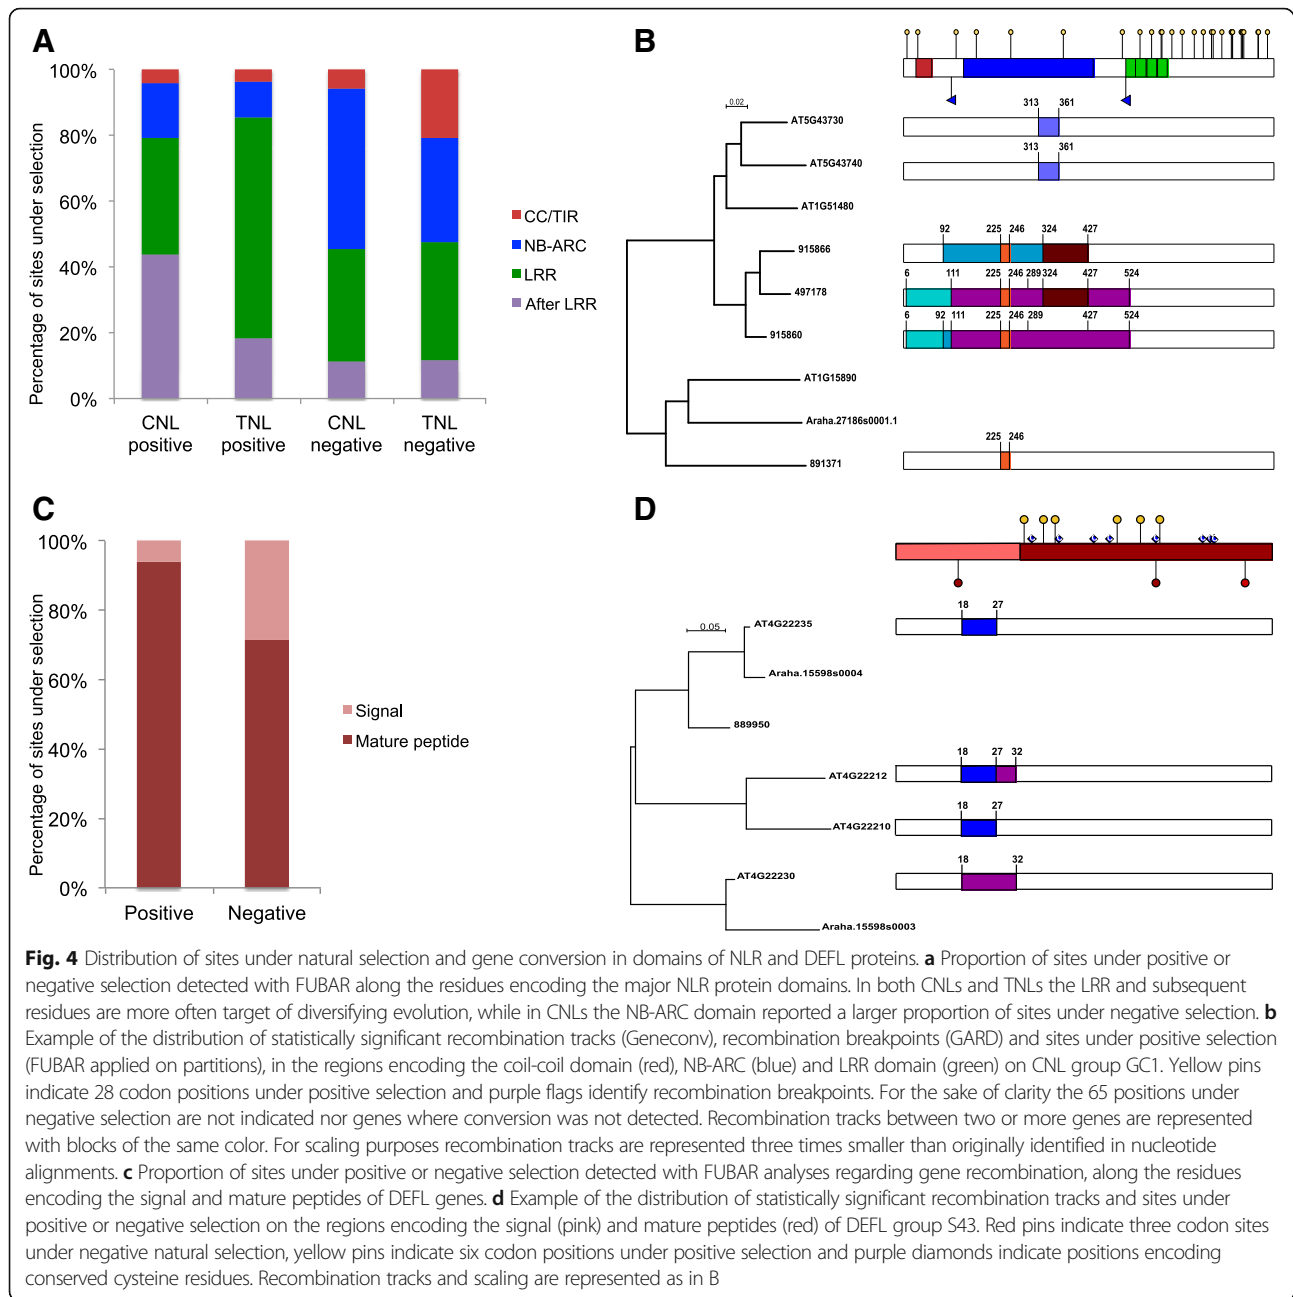 A
Percentage of sites under selection
100%
80%
60%
40%
20%
0%
CNL
positive
TNL
positive
CNL
negative
TNL
negative
CC/TIR
NB-ARC
LRR
After LRR
B
0.02
AT5G43730
313 361
AT5G43740
313 361
AT1G51480
915866
92 225 246 324 427
497178
6 111 225 246 289 324 427 524
915860
6 92 111 225 246 289 427 524
AT1G15890
Araha.27186s0001.1
891371
225 246
C
Percentage of sites under selection
100%
80%
60%
40%
20%
0%
Positive
Negative
Signal
Mature peptide
D
0.05
AT4G22235
18 27
Araha.15598s0004
889950
AT4G22212
18 27 32
AT4G22210
18 27
AT4G22230
18 32
Araha.15598s0003
Fig. 4 Distribution of sites under natural selection and gene conversion in domains of NLR and DEFL proteins. a Proportion of sites under positive or
negative selection detected with FUBAR along the residues encoding the major NLR protein domains. In both CNLs and TNLs the LRR and subsequent
residues are more often target of diversifying evolution, while in CNLs the NB-ARC domain reported a larger proportion of sites under negative selection. b
Example of the distribution of statistically significant recombination tracks (Geneconv), recombination breakpoints (GARD) and sites under positive selection
(FUBAR applied on partitions), in the regions encoding the coil-coil domain (red), NB-ARC (blue) and LRR domain (green) on CNL group GC1. Yellow pins
indicate 28 codon positions under positive selection and purple flags identify recombination breakpoints. For the sake of clarity the 65 positions under
negative selection are not indicated nor genes where conversion was not detected. Recombination tracks between two or more genes are represented
with blocks of the same color. For scaling purposes recombination tracks are represented three times smaller than originally identified in nucleotide
alignments. c Proportion of sites under positive or negative selection detected with FUBAR analyses regarding gene recombination, along the residues
encoding the signal and mature peptides of DEFL genes. d Example of the distribution of statistically significant recombination tracks and sites under
positive or negative selection on the regions encoding the signal (pink) and mature peptides (red) of DEFL group S43. Red pins indicate three codon sites
under negative natural selection, yellow pins indicate six codon positions under positive selection and purple diamonds indicate positions encoding
conserved cysteine residues. Recombination tracks and scaling are represented as in B